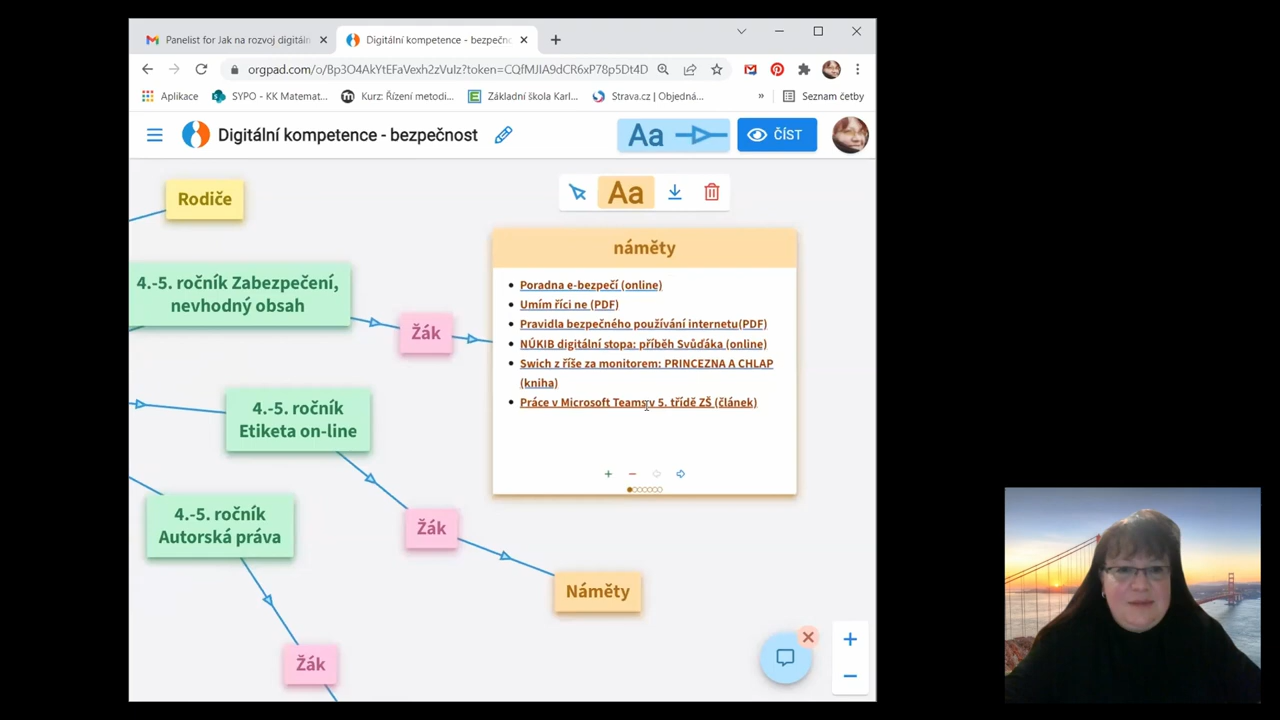 Panelist for Jak na rozvoj digitáln
Digitální kompetence - bezpečno
orgpad.com/o/Bp3O4AkYtEFaVexh2zVuIz?token=CQfMJIA9dCR6xP78p5Dt4D
Aplikace
SYPO - KK Matemat...
Kurz: Řízení metodi...
Základní škola Karl...
Strava.cz | Objedná...
»
Seznam četby
Digitální kompetence - bezpečnost
Aa
ČÍST
Aa
Rodiče
4.-5. ročník Zabezpečení,
nevhodný obsah
Žák
náměty
Poradna e-bezpečí (online)
Umím říci ne (PDF)
Pravidla bezpečného používání internetu(PDF)
NÚKIB digitální stopa: příběh Svůďáka (online)
Swich z říše za monitorem: PRINCEZNA A CHLAP
(kniha)
Práce v Microsoft Teams v 5. třídě ZŠ (článek)
4.-5. ročník
Etiketa on-line
Žák
Náměty
4.-5. ročník
Autorská práva
Žák